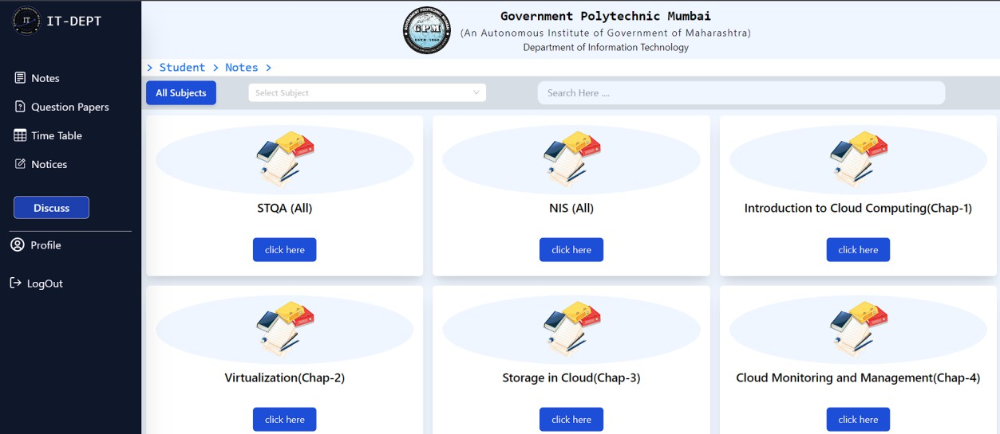 IT
IT-DEPT
Notes
Question Papers
Time Table
Notices
Discuss
Profile
LogOut
GPM
Government Polytechnic Mumbai
(An Autonomous Institute of Government of Maharashtra)
Department of Information Technology
> Student > Notes >
All Subjects
Select Subject
Search Here ....
STQA (All)
click here
NIS (All)
click here
Introduction to Cloud Computing(Chap-1)
click here
Virtualization(Chap-2)
click here
Storage in Cloud(Chap-3)
click here
Cloud Monitoring and Management(Chap-4)
click here